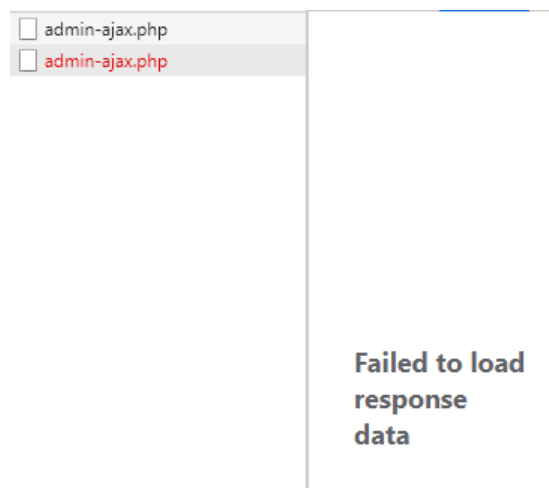 admin-ajax.php
admin-ajax.php
Failed to load
response
data